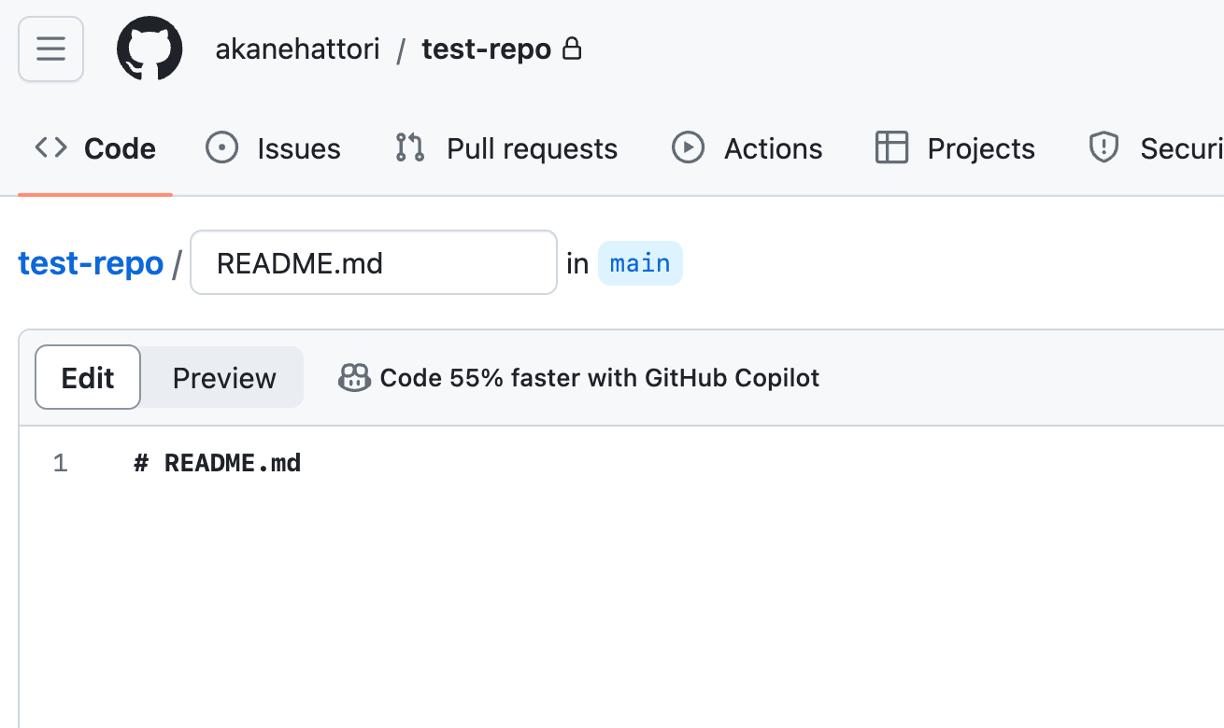 akanehattori / test-repo
Code Issues Pull requests Actions Projects Securi
test-repo / README.md in main
Edit Preview Code 55% faster with GitHub Copilot
1 # README.md